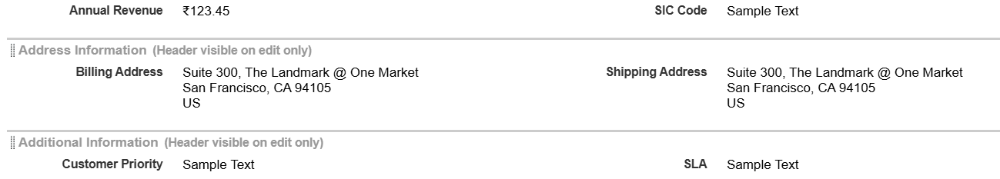 Annual Revenue ₹123.45 SIC Code Sample Text
Address Information (Header visible on edit only)
Billing Address Suite 300, The Landmark @ One Market Shipping Address Suite 300, The Landmark @ One Market
San Francisco, CA 94105 San Francisco, CA 94105
US US
Additional Information (Header visible on edit only)
Customer Priority Sample Text SLA Sample Text